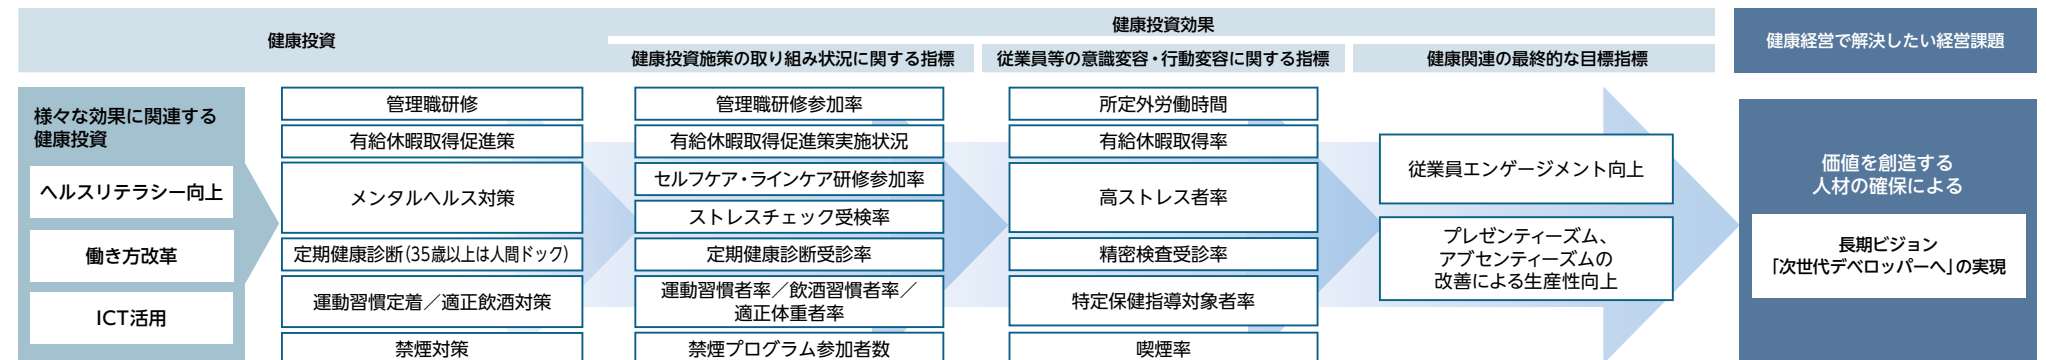 健康投資
健康投資効果
健康投資施策の取り組み状況に関する指標
従業員等の意識変容・行動変容に関する指標
健康関連の最終的な目標指標
健康経営で解決したい経営課題
様々な効果に関連する
健康投資
ヘルスリテラシー向上
働き方改革
ICT活用
管理職研修
有給休暇取得促進策
メンタルヘルス対策
定期健康診断(35歳以上は人間ドック)
運動習慣定着／適正飲酒対策
禁煙対策
管理職研修参加率
有給休暇取得促進策実施状況
セルフケア・ラインケア研修参加率
ストレスチェック受検率
定期健康診断受診率
運動習慣者率／飲酒習慣者率／
適正体重者率
禁煙プログラム参加者数
所定外労働時間
有給休暇取得率
高ストレス者率
精密検査受診率
特定保健指導対象者率
喫煙率
従業員エンゲージメント向上
プレゼンティーズム、
アブセンティーズムの
改善による生産性向上
価値を創造する
人材の確保による
長期ビジョン
「次世代デベロッパーへ」の実現